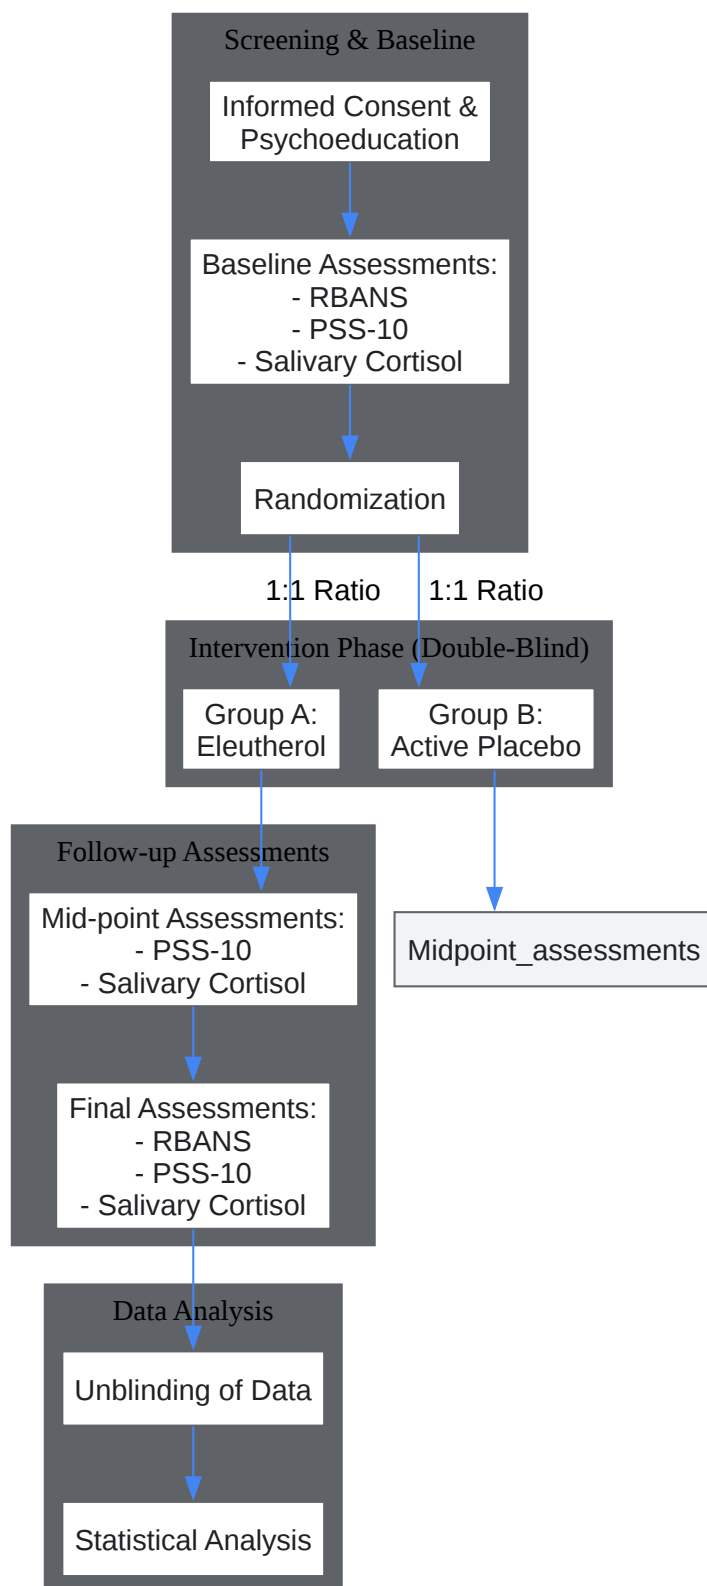 Screening & Baseline
Informed Consent &
Psychoeducation
Baseline Assessments:
- RBANS
- PSS-10
- Salivary Cortisol
Randomization
1:1 Ratio
1:1 Ratio
Intervention Phase (Double-Blind)
Group A:
Eleutherol
Group B:
Active Placebo
Follow-up Assessments
Mid-point Assessments:
- PSS-10
- Salivary Cortisol
Midpoint_assessments
Final Assessments:
- RBANS
- PSS-10
- Salivary Cortisol
Data Analysis
Unblinding of Data
Statistical Analysis